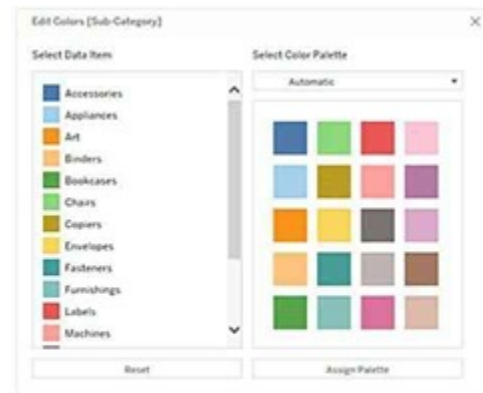 Edit Colors [Sub-Category]
Select Data Item
Select Color Palette
Automatic
Accessories
Appliances
Art
Binders
Bookcases
Chairs
Copiers
Envelopes
Fasteners
Furnishings
Labels
Machines
Reset
Assign Palette